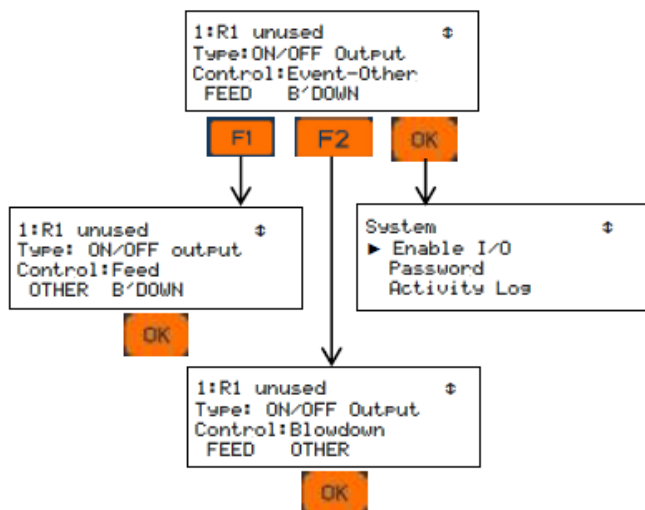 1:R1 unused ⇕
Type:ON/OFF Output
Control:Event-Other
FEED B'DOWN
F1 F2 OK
1:R1 unused ⇕
Type: ON/OFF output
Control:Feed
OTHER B'DOWN
OK
System ⇕
► Enable I/O
Password
Activity Log
1:R1 unused ⇕
Type: ON/OFF Output
Control:Blowdown
FEED OTHER
OK